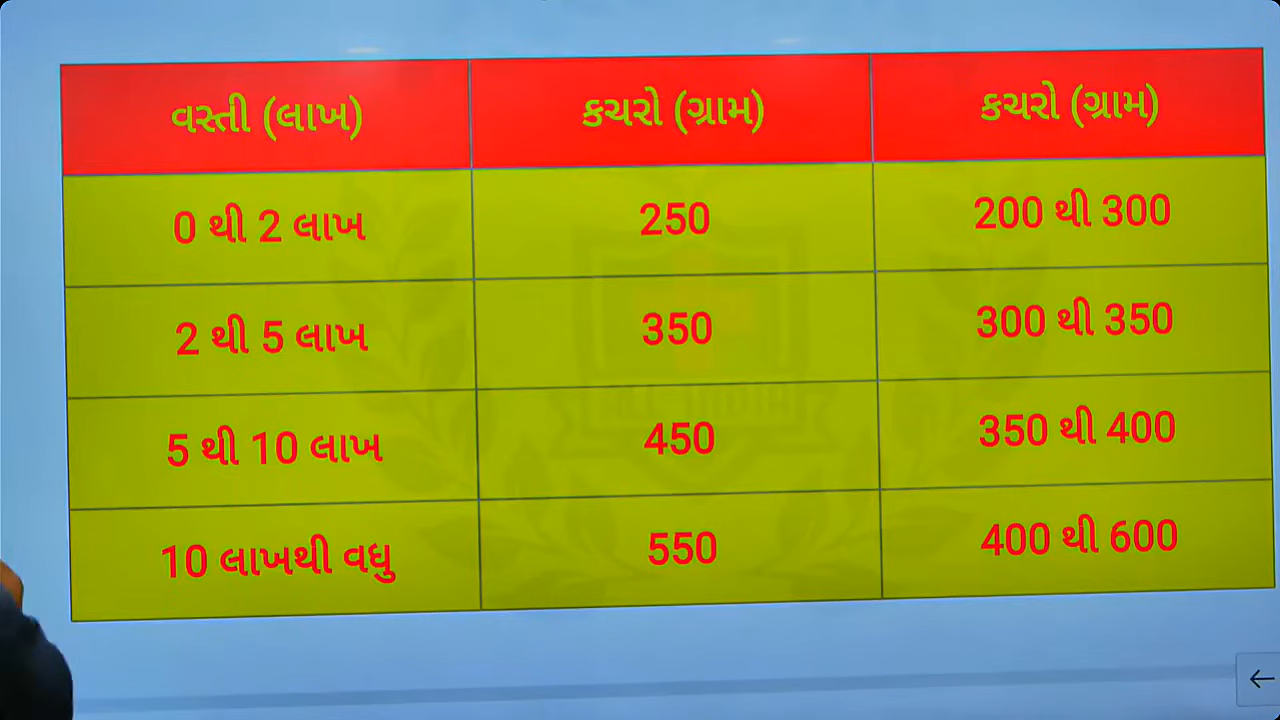 વસ્તી (લાખ) કચરો (ગ્રામ) કચરો (ગ્રામ)
0 થી 2 લાખ 250 200 થી 300
2 થી 5 લાખ 350 300 થી 350
5 થી 10 લાખ 450 350 થી 400
10 લાખથી વધુ 550 400 થી 600